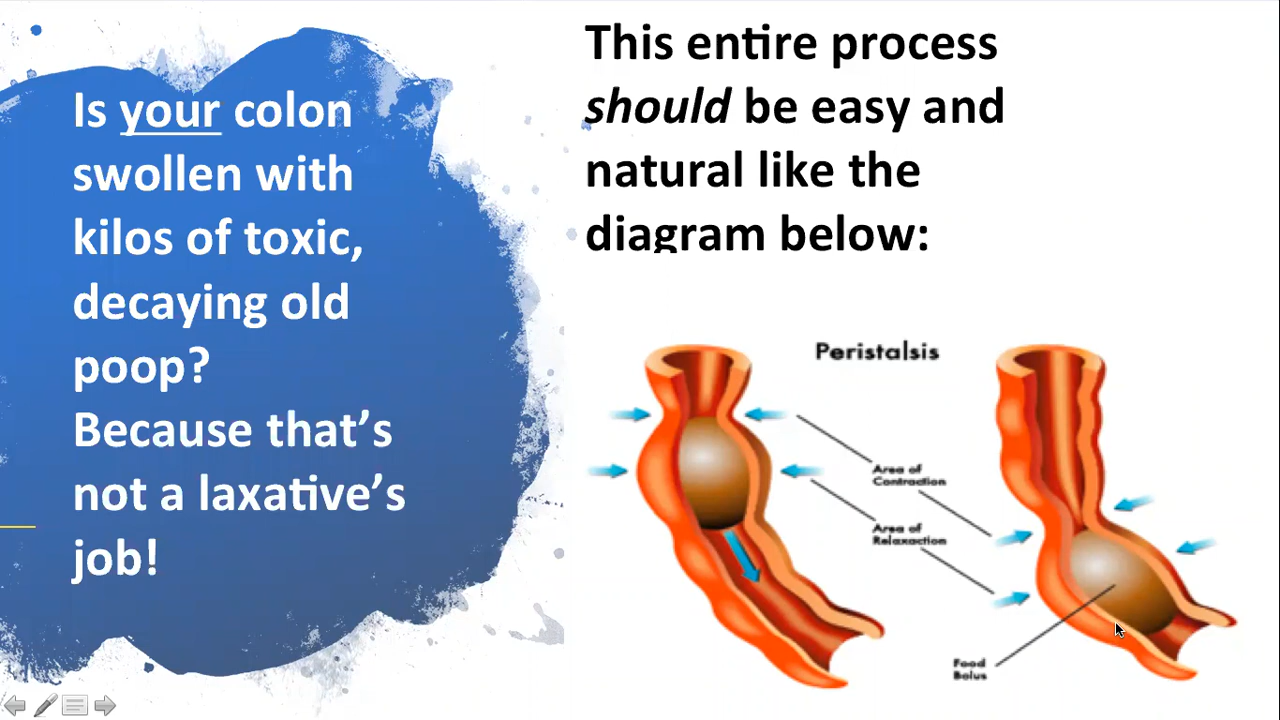 Is your colon
swollen with
kilos of toxic,
decaying old
poop?
Because that's
not a laxative's
job!
This entire process
should be easy and
natural like the
diagram below:
Peristalsis
Area of
Contraction
Area of
Relaxaction
Food
Bolus